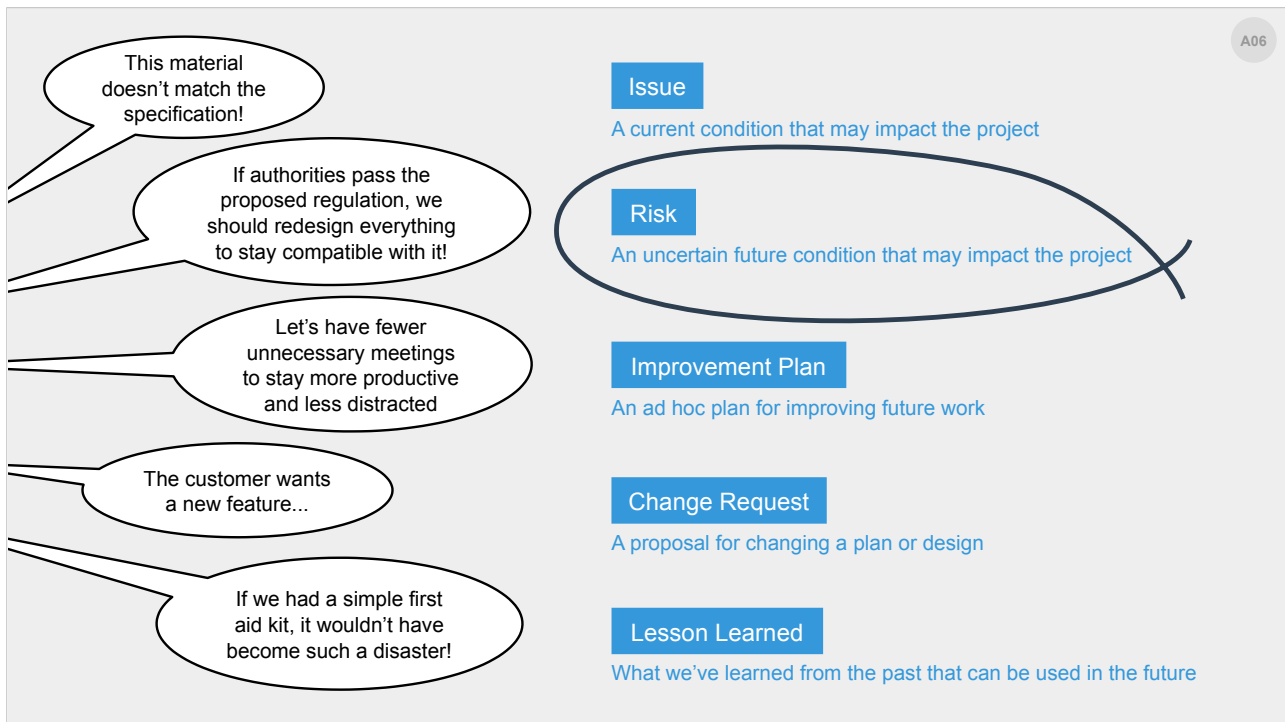 A06
This material
doesn’t match the
specification!
If authorities pass the
proposed regulation, we
should redesign everything
to stay compatible with it!
Let’s have fewer
unnecessary meetings
to stay more productive
and less distracted
The customer wants
a new feature...
If we had a simple first
aid kit, it wouldn’t have
become such a disaster!
Issue
A current condition that may impact the project
Risk
An uncertain future condition that may impact the project
Improvement Plan
An ad hoc plan for improving future work
Change Request
A proposal for changing a plan or design
Lesson Learned
What we’ve learned from the past that can be used in the future